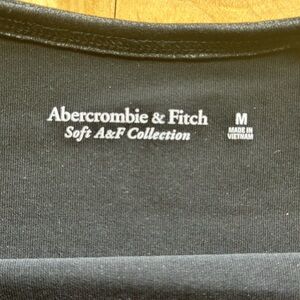 Abercrombie & Fitch
Soft A&F Collection
M
MADE IN
VIETNAM